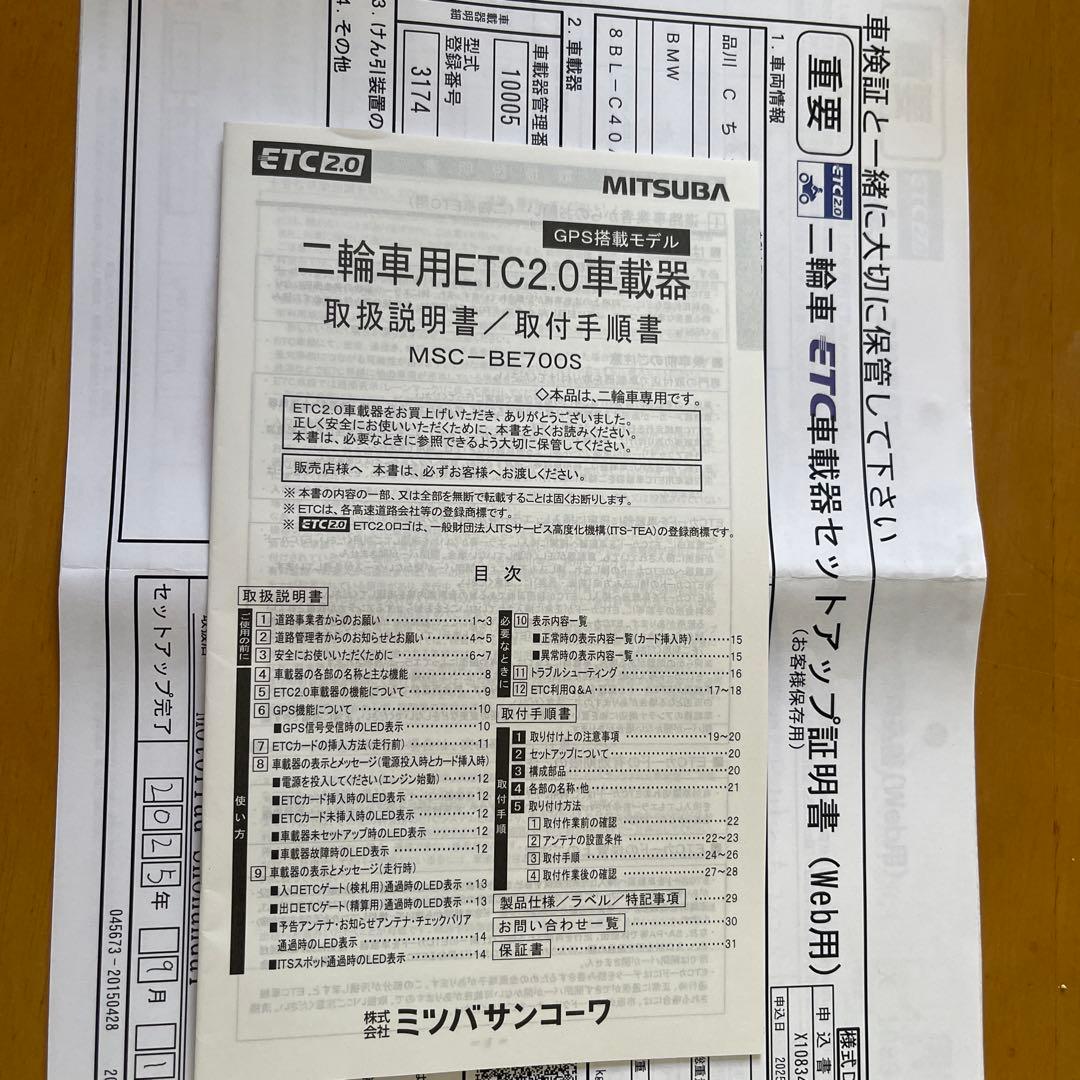 ETC2.0
MITSUBA
GPS搭載モデル
二輪車用ETC2.0車載器
取扱説明書／取付手順書
MSC－BE700S
◇本品は、二輪車専用です。
ETC2.0車載器をお買上げいただき、ありがとうございました。
正しく安全にお使いいただくために、本書をよくお読みください。
本書は、必要なときに参照できるよう大切に保管してください。
販売店様へ 本書は、必ずお客様へお渡しください。
※ 本書の内容の一部、又は全部を無断で転載することは固くお断りします。
※ ETCは、各高速道路会社等の登録商標です。
※ ETC2.0 ETC2.0ロゴは、一般財団法人ITSサービス高度化機構(ITS-TEA)の登録商標です。
目 次
取扱説明書
ご使用の前に
1 道路事業者からのお願い ………… 1~3
2 道路管理者からのお知らせとお願い ……… 4~5
3 安全にお使いいただくために ………… 6~7
使い方
4 車載器の各部の名称と主な機能 ………… 8
5 ETC2.0車載器の機能について ………… 9
6 GPS機能について ………… 10
■GPS信号受信時のLED表示 ………… 10
7 ETCカードの挿入方法(走行前) ………… 11
8 車載器の表示とメッセージ(電源投入時とカード挿入時)
■電源を投入してください(エンジン始動) ……… 12
■ETCカード挿入時のLED表示 ………… 12
■ETCカード未挿入時のLED表示 ………… 12
■車載器未セットアップ時のLED表示 ……… 12
■車載器故障時のLED表示 ………… 12
9 車載器の表示とメッセージ(走行時)
■入口ETCゲート(検札用)通過時のLED表示 ‥ 13
■出口ETCゲート(精算用)通過時のLED表示 ‥ 13
■予告アンテナ・お知らせアンテナ・チェックバリア
通過時のLED表示 ………… 14
■ITSスポット通過時のLED表示 ………… 14
必要なときに
10 表示内容一覧
■正常時の表示内容一覧(カード挿入時) ……… 15
■異常時の表示内容一覧 ………… 15
11 トラブルシューティング ………… 16
12 ETC利用Q&A ………… 17~18
取付手順書
取付手順
1 取り付け上の注意事項 ………… 19~20
2 セットアップについて ………… 20
3 構成部品 ………… 20
4 各部の名称・他 ………… 21
5 取り付け方法
1 取付作業前の確認 ………… 22
2 アンテナの設置条件 ………… 22~23
3 取付手順 ………… 24~26
4 取付作業後の確認 ………… 27~28
製品仕様／ラベル／特記事項 ……… 29
お問い合わせ一覧 ………… 30
保証書 ………… 31
株式会社 ミツバサンコーワ
車検証と一緒に大切に保管して下さい
重要 ETC2.0 二輪車 ETC車載器セットアップ証明書（Web用）
（お客様保存用）
1. 車両情報
品川 C ち
BMW
8BL－C40A
2. 車載器
車載器明細
車載器管理番
10005
型式
登録番号
3174
3. (けん引装置の
4. その他
セットアップ完了
2025年 9月 1
045673－20150428
様式D
申込書
X10834
申込日
2025